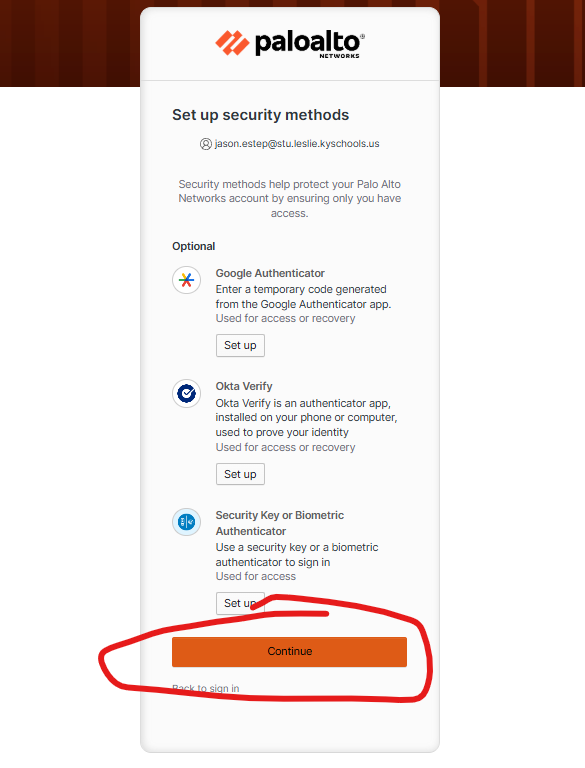 paloalto®
NETWORKS
Set up security methods
jason.estep@stu.leslie.kyschools.us
Security methods help protect your Palo Alto
Networks account by ensuring only you have
access.
Optional
Google Authenticator
Enter a temporary code generated
from the Google Authenticator app.
Used for access or recovery
Set up
Okta Verify
Okta Verify is an authenticator app,
installed on your phone or computer,
used to prove your identity
Used for access or recovery
Set up
Security Key or Biometric
Authenticator
Use a security key or a biometric
authenticator to sign in
Used for access
Set up
Continue
Back to sign in